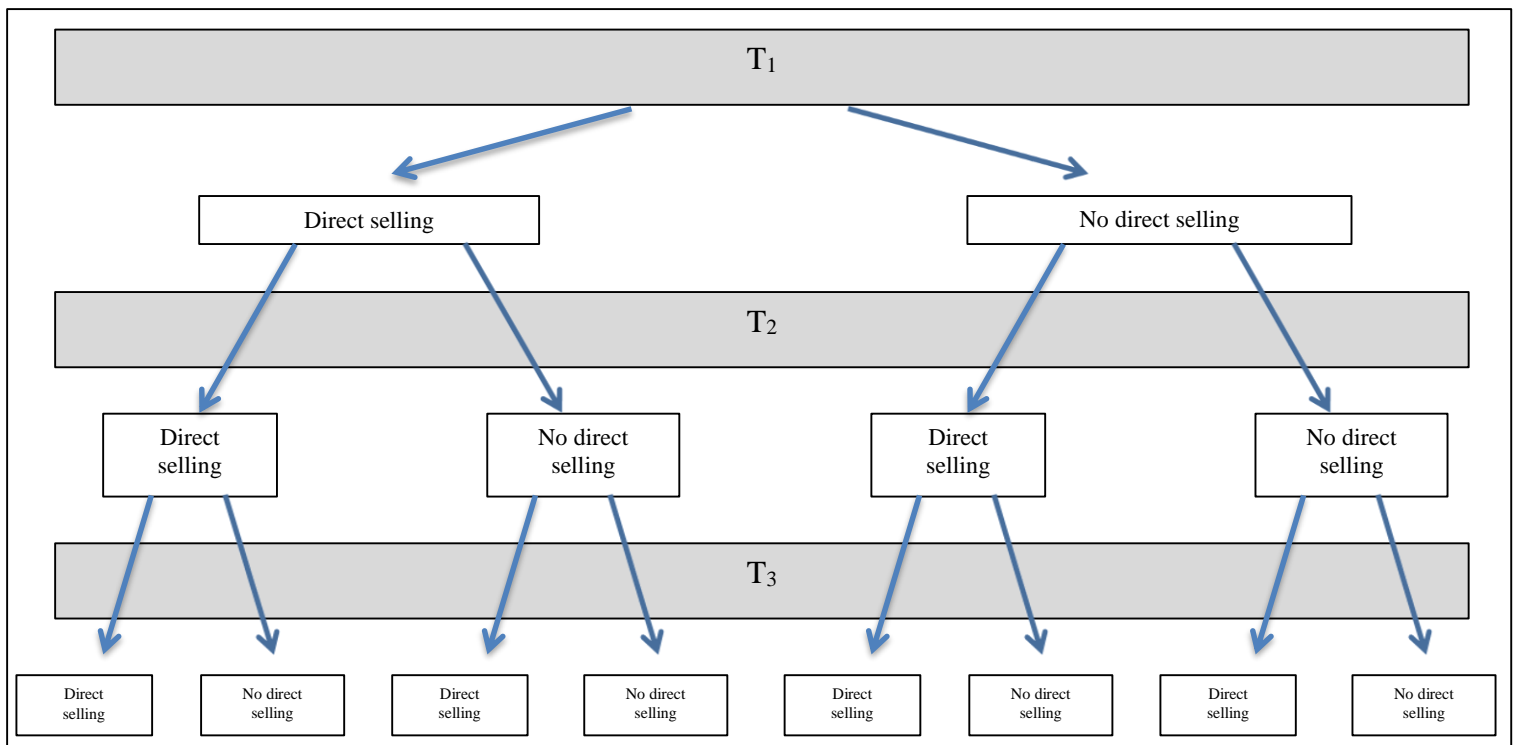 T₁
Direct selling
No direct selling
T₂
Direct
selling
No direct
selling
Direct
selling
No direct
selling
T₃
Direct
selling
No direct
selling
Direct
selling
No direct
selling
Direct
selling
No direct
selling
Direct
selling
No direct
selling